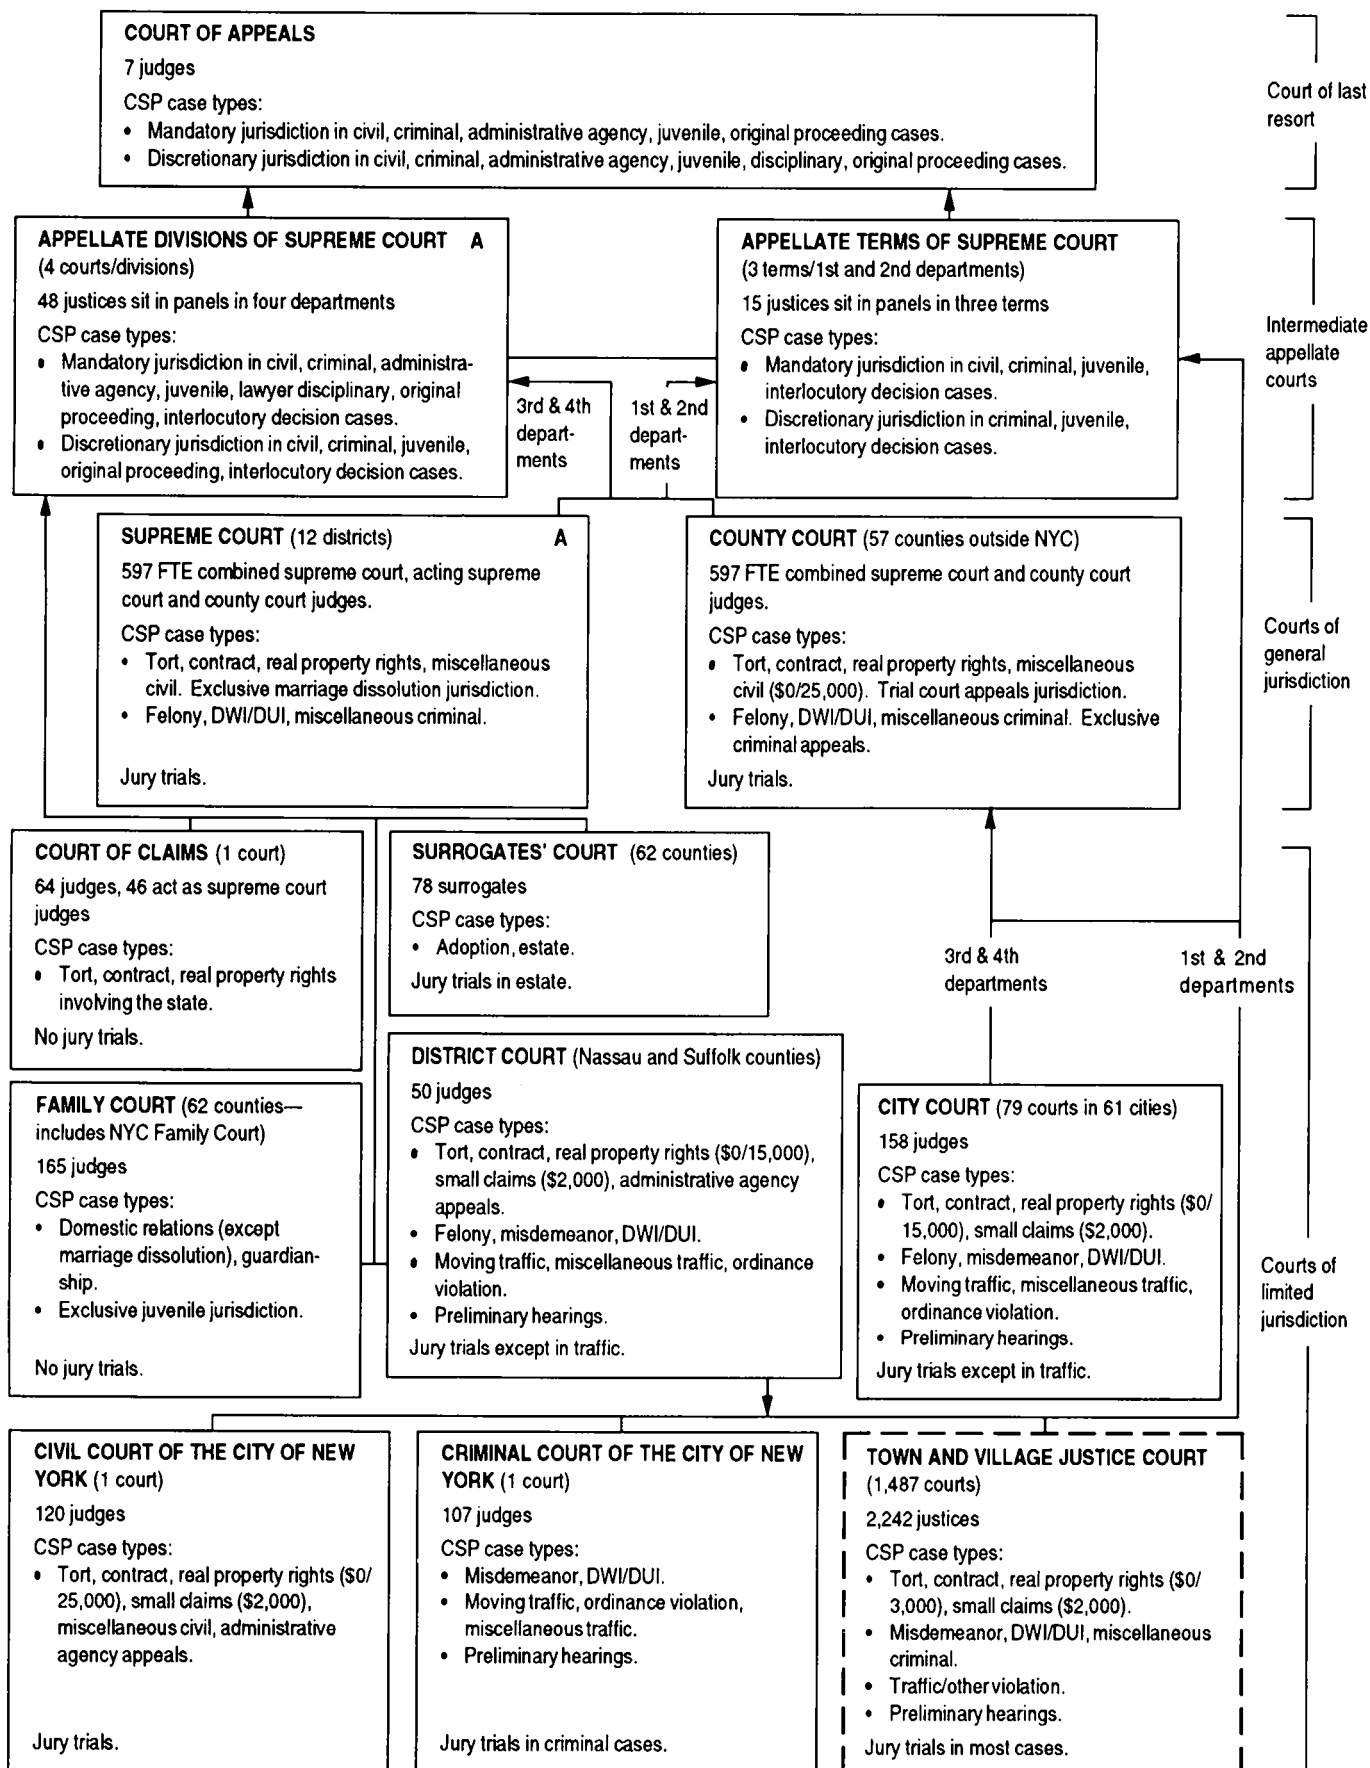 COURT OF APPEALS
7 judges
CSP case types:
• Mandatory jurisdiction in civil, criminal, administrative agency, juvenile, original proceeding cases.
• Discretionary jurisdiction in civil, criminal, administrative agency, juvenile, disciplinary, original proceeding cases.
Court of last
resort
APPELLATE DIVISIONS OF SUPREME COURT A
(4 courts/divisions)
48 justices sit in panels in four departments
CSP case types:
• Mandatory jurisdiction in civil, criminal, administra-
tive agency, juvenile, lawyer disciplinary, original
proceeding, interlocutory decision cases.
• Discretionary jurisdiction in civil, criminal, juvenile,
original proceeding, interlocutory decision cases.
3rd & 4th
depart-
ments
1st & 2nd
depart-
ments
APPELLATE TERMS OF SUPREME COURT
(3 terms/1st and 2nd departments)
15 justices sit in panels in three terms
CSP case types:
• Mandatory jurisdiction in civil, criminal, juvenile,
interlocutory decision cases.
• Discretionary jurisdiction in criminal, juvenile,
interlocutory decision cases.
Intermediate
appellate
courts
SUPREME COURT (12 districts) A
597 FTE combined supreme court, acting supreme
court and county court judges.
CSP case types:
• Tort, contract, real property rights, miscellaneous
civil. Exclusive marriage dissolution jurisdiction.
• Felony, DWI/DUI, miscellaneous criminal.
Jury trials.
COUNTY COURT (57 counties outside NYC)
597 FTE combined supreme court and county court
judges.
CSP case types:
• Tort, contract, real property rights, miscellaneous
civil ($0/25,000). Trial court appeals jurisdiction.
• Felony, DWI/DUI, miscellaneous criminal. Exclusive
criminal appeals.
Jury trials.
Courts of
general
jurisdiction
COURT OF CLAIMS (1 court)
64 judges, 46 act as supreme court
judges
CSP case types:
• Tort, contract, real property rights
involving the state.
No jury trials.
SURROGATES' COURT (62 counties)
78 surrogates
CSP case types:
• Adoption, estate.
Jury trials in estate.
3rd & 4th
departments
1st & 2nd
departments
FAMILY COURT (62 counties—
includes NYC Family Court)
165 judges
CSP case types:
• Domestic relations (except
marriage dissolution), guardian-
ship.
• Exclusive juvenile jurisdiction.
No jury trials.
DISTRICT COURT (Nassau and Suffolk counties)
50 judges
CSP case types:
• Tort, contract, real property rights ($0/15,000),
small claims ($2,000), administrative agency
appeals.
• Felony, misdemeanor, DWI/DUI.
• Moving traffic, miscellaneous traffic, ordinance
violation.
• Preliminary hearings.
Jury trials except in traffic.
CITY COURT (79 courts in 61 cities)
158 judges
CSP case types:
• Tort, contract, real property rights ($0/
15,000), small claims ($2,000).
• Felony, misdemeanor, DWI/DUI.
• Moving traffic, miscellaneous traffic,
ordinance violation.
• Preliminary hearings.
Jury trials except in traffic.
Courts of
limited
jurisdiction
CIVIL COURT OF THE CITY OF NEW
YORK (1 court)
120 judges
CSP case types:
• Tort, contract, real property rights ($0/
25,000), small claims ($2,000),
miscellaneous civil, administrative
agency appeals.
Jury trials.
CRIMINAL COURT OF THE CITY OF NEW
YORK (1 court)
107 judges
CSP case types:
• Misdemeanor, DWI/DUI.
• Moving traffic, ordinance violation,
miscellaneous traffic.
• Preliminary hearings.
Jury trials in criminal cases.
TOWN AND VILLAGE JUSTICE COURT
(1,487 courts)
2,242 justices
CSP case types:
• Tort, contract, real property rights ($0/
3,000), small claims ($2,000).
• Misdemeanor, DWI/DUI, miscellaneous
criminal.
• Traffic/other violation.
• Preliminary hearings.
Jury trials in most cases.